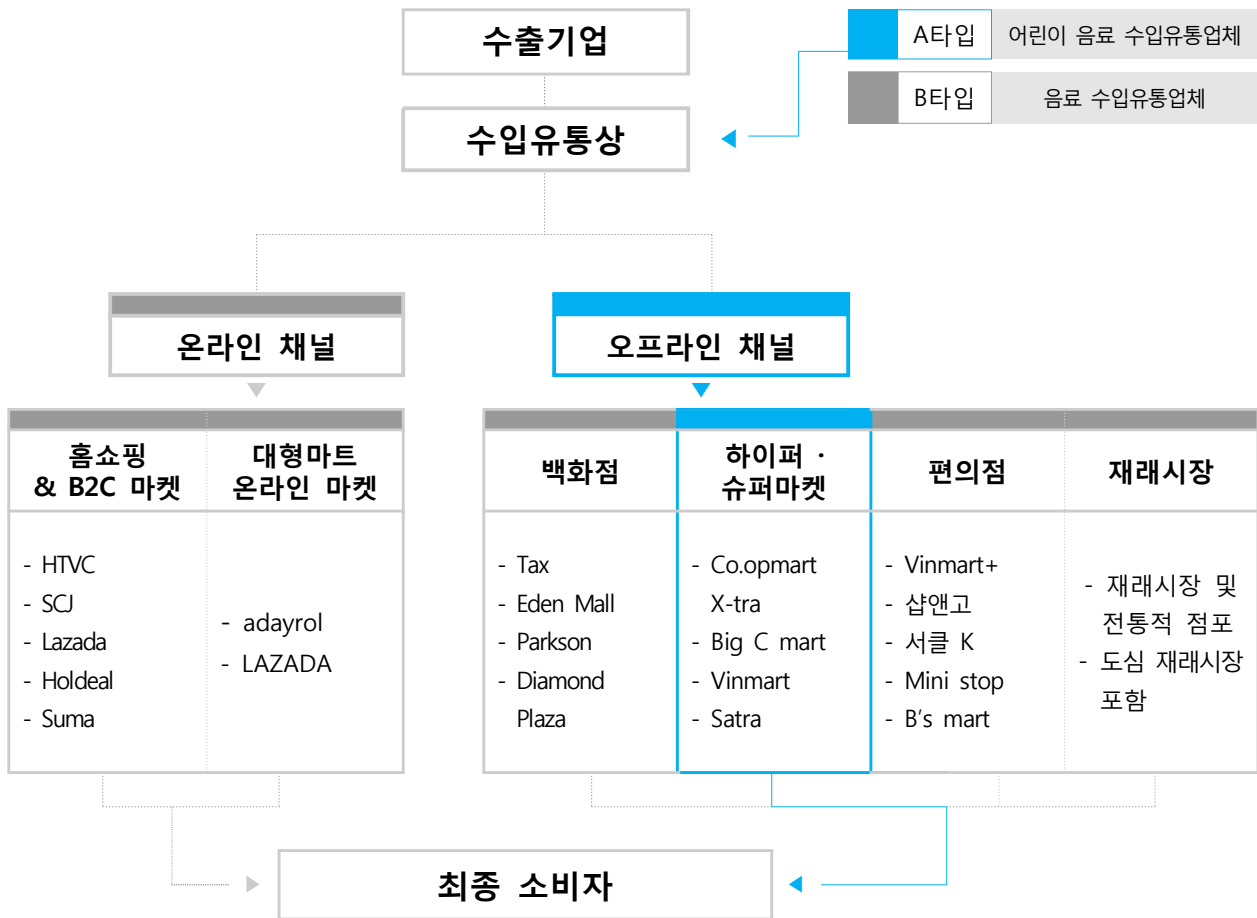 수출기업
A타입 어린이 음료 수입유통업체
B타입 음료 수입유통업체
수입유통상
온라인 채널
오프라인 채널
홈쇼핑
& B2C 마켓
대형마트
온라인 마켓
백화점
하이퍼 ·
슈퍼마켓
편의점
재래시장
- HTVC
- SCJ
- Lazada
- Holdeal
- Suma
- adayrol
- LAZADA
- Tax
- Eden Mall
- Parkson
- Diamond
Plaza
- Co.opmart
X-tra
- Big C mart
- Vinmart
- Satra
- Vinmart+
- 샵앤고
- 서클 K
- Mini stop
- B's mart
- 재래시장 및
전통적 점포
- 도심 재래시장
포함
최종 소비자